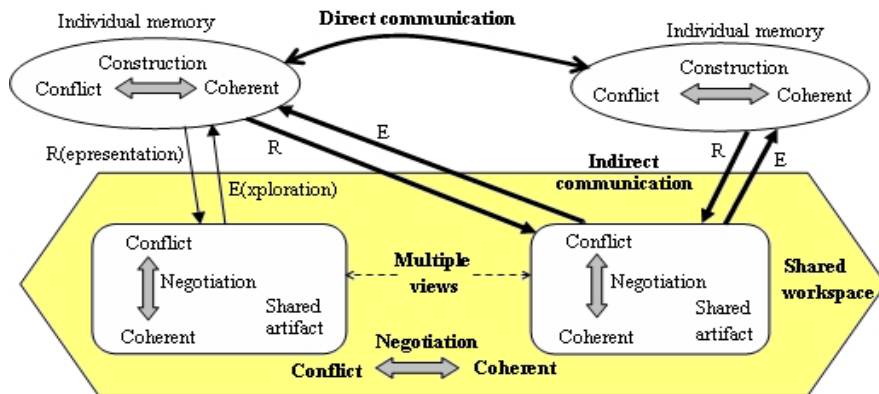 Individual memory
Direct communication
Individual memory
Construction
Conflict
Coherent
Construction
Conflict
Coherent
R(epresentation)
E(xploration)
R
E
R
E
Indirect
communication
Conflict
Negotiation
Coherent
Shared
artifact
Multiple
views
Conflict
Negotiation
Coherent
Shared
artifact
Shared
workspace
Negotiation
Conflict
Coherent